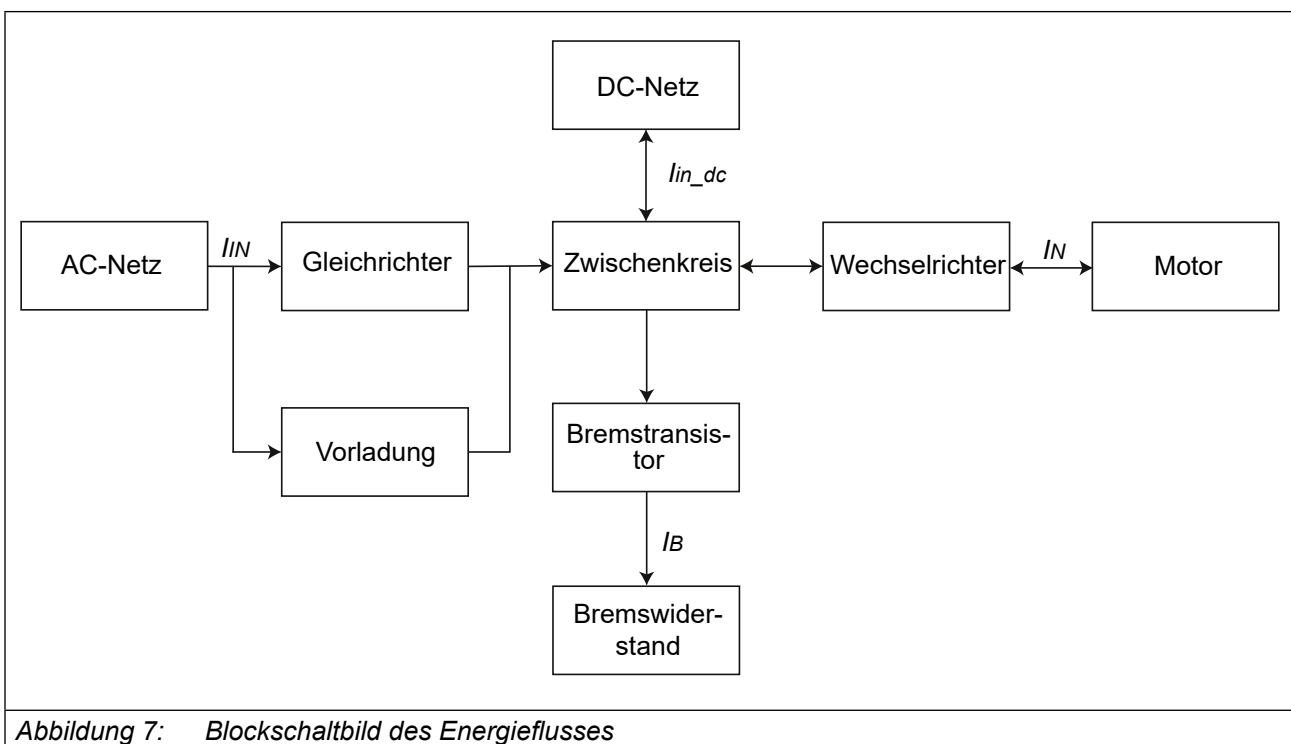 DC-Netz
Iin_dc
AC-Netz
IIN
Gleichrichter
Zwischenkreis
Wechselrichter
IN
Motor
Vorladung
Bremstransis-
tor
IB
Bremswider-
stand
Abbildung 7: Blockschaltbild des Energieflusses